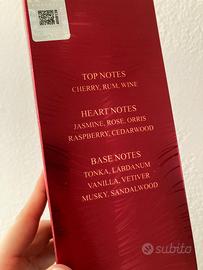 TOP NOTES
CHERRY, RUM, WINE
HEART NOTES
JASMINE, ROSE, ORRIS
RASPBERRY, CEDARWOOD
BASE NOTES
TONKA, LABDANUM
VANILLA, VETIVER
MUSKY, SANDALWOOD
subito